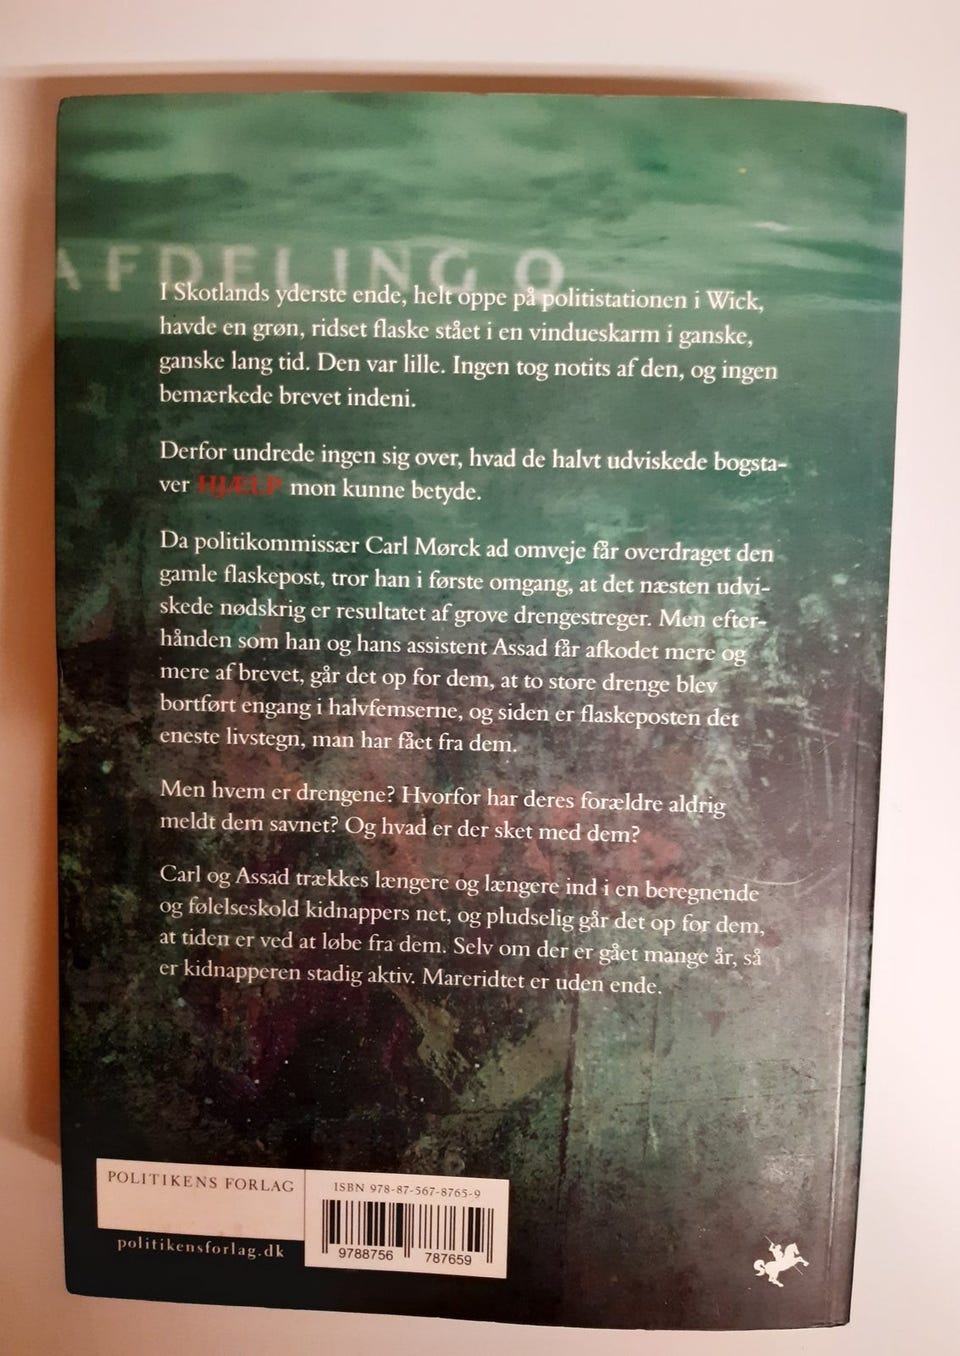 AFDELING Q
I Skotlands yderste ende, helt oppe på politistationen i Wick,
havde en grøn, ridset flaske stået i en vindueskarm i ganske,
ganske lang tid. Den var lille. Ingen tog notits af den, og ingen
bemærkede brevet indeni.
Derfor undrede ingen sig over, hvad de halvt udviskede bogsta-
ver HJÆLP mon kunne betyde.
Da politikommissær Carl Mørck ad omveje får overdraget den
gamle flaskepost, tror han i første omgang, at det næsten udvi-
skede nødskrig er resultatet af grove drengestreger. Men efter-
hånden som han og hans assistent Assad får afkodet mere og
mere af brevet, går det op for dem, at to store drenge blev
bortført engang i halvfemserne, og siden er flaskeposten det
eneste livstegn, man har fået fra dem.
Men hvem er drengene? Hvorfor har deres forældre aldrig
meldt dem savnet? Og hvad er der sket med dem?
Carl og Assad trækkes længere og længere ind i en beregnende
og følelseskold kidnappers net, og pludselig går det op for dem,
at tiden er ved at løbe fra dem. Selv om der er gået mange år, så
er kidnapperen stadig aktiv. Mareridtet er uden ende.
POLITIKENS FORLAG
politikensforlag.dk
ISBN 978-87-567-8765-9
9788756 787659